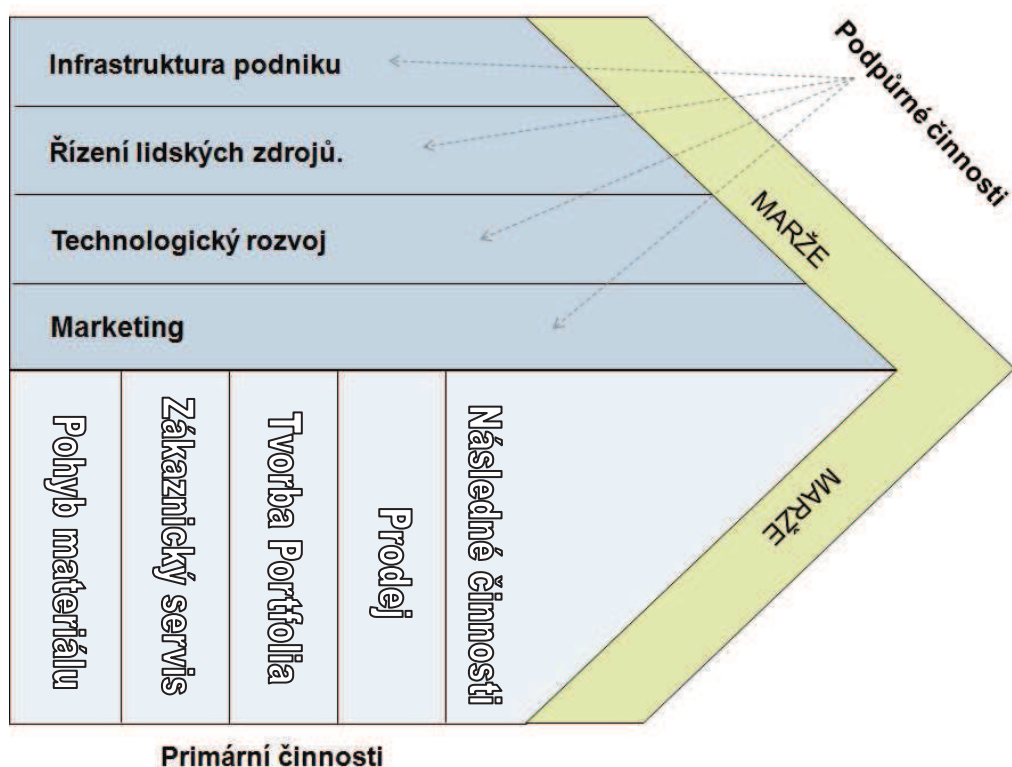 Infrastruktura podniku
Řízení lidských zdrojů.
Technologický rozvoj
Marketing
Podpůrné činnosti
MARŽE
MARŽE
Pohyb materiálu
Zákaznický servis
Tvorba Portfolia
Prodej
Následné činnosti
Primární činnosti